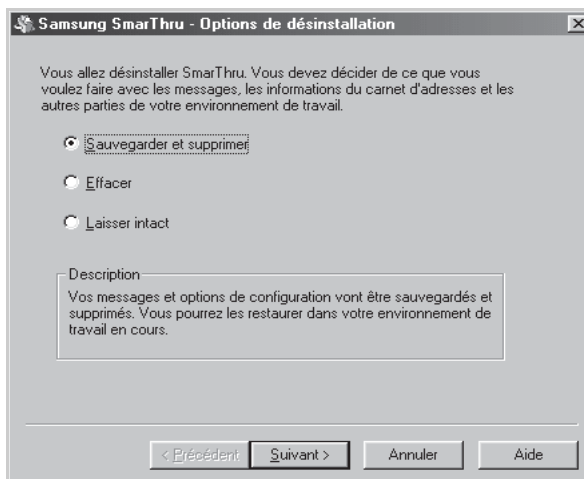 Samsung SmarThru - Options de désinstallation
Vous allez désinstaller SmarThru. Vous devez décider de ce que vous
voulez faire avec les messages, les informations du carnet d'adresses et les
autres parties de votre environnement de travail.
Sauvegarder et supprimer
Effacer
Laisser intact
Description
Vos messages et options de configuration vont être sauvegardés et
supprimés. Vous pourrez les restaurer dans votre environnement de
travail en cours.
< Précédent Suivant > Annuler Aide